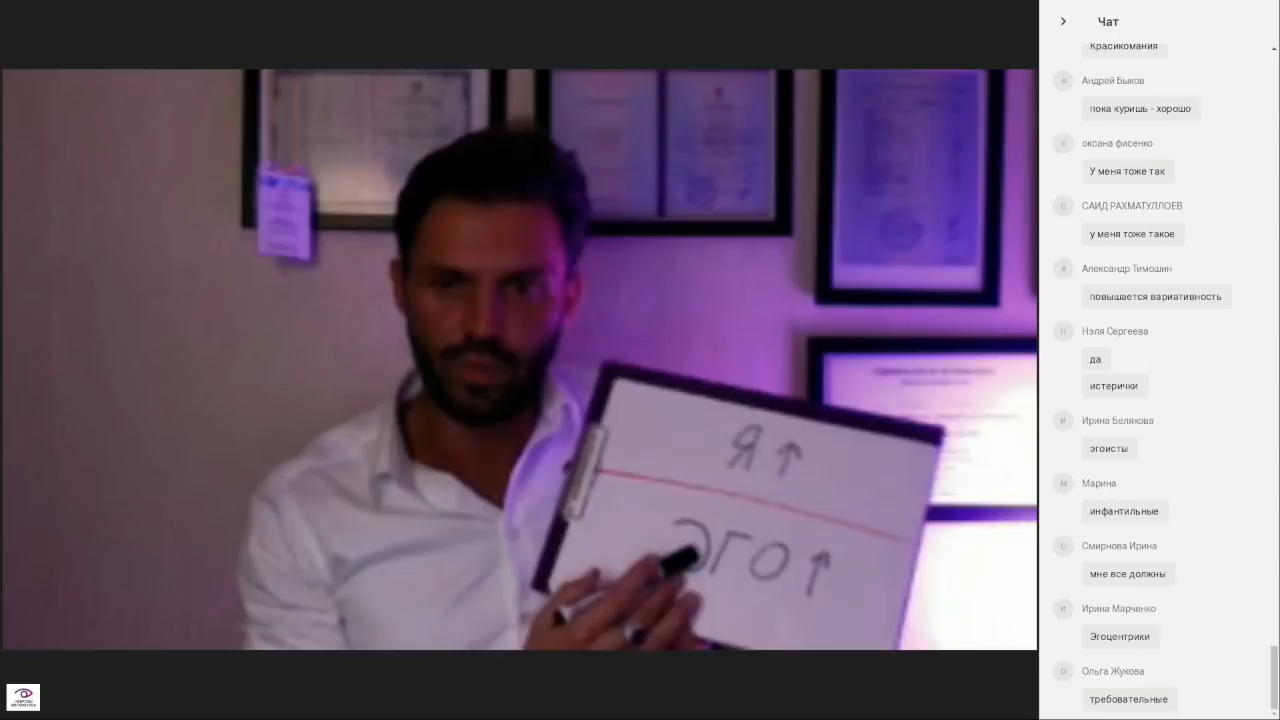 Я ↑
ЭГО ↑
Чат
Красикомания
Андрей Быков
пока куришь - хорошо
оксана фисенко
У меня тоже так
САИД РАХМАТУЛЛОЕВ
у меня тоже такое
Александр Тимошин
повышается вариативность
Нэля Сергеева
да
истерички
Ирина Белякова
эгоисты
Марина
инфантильные
Смирнова Ирина
мне все должны
Ирина Марченко
Эгоцентрики
Ольга Жукова
требовательные